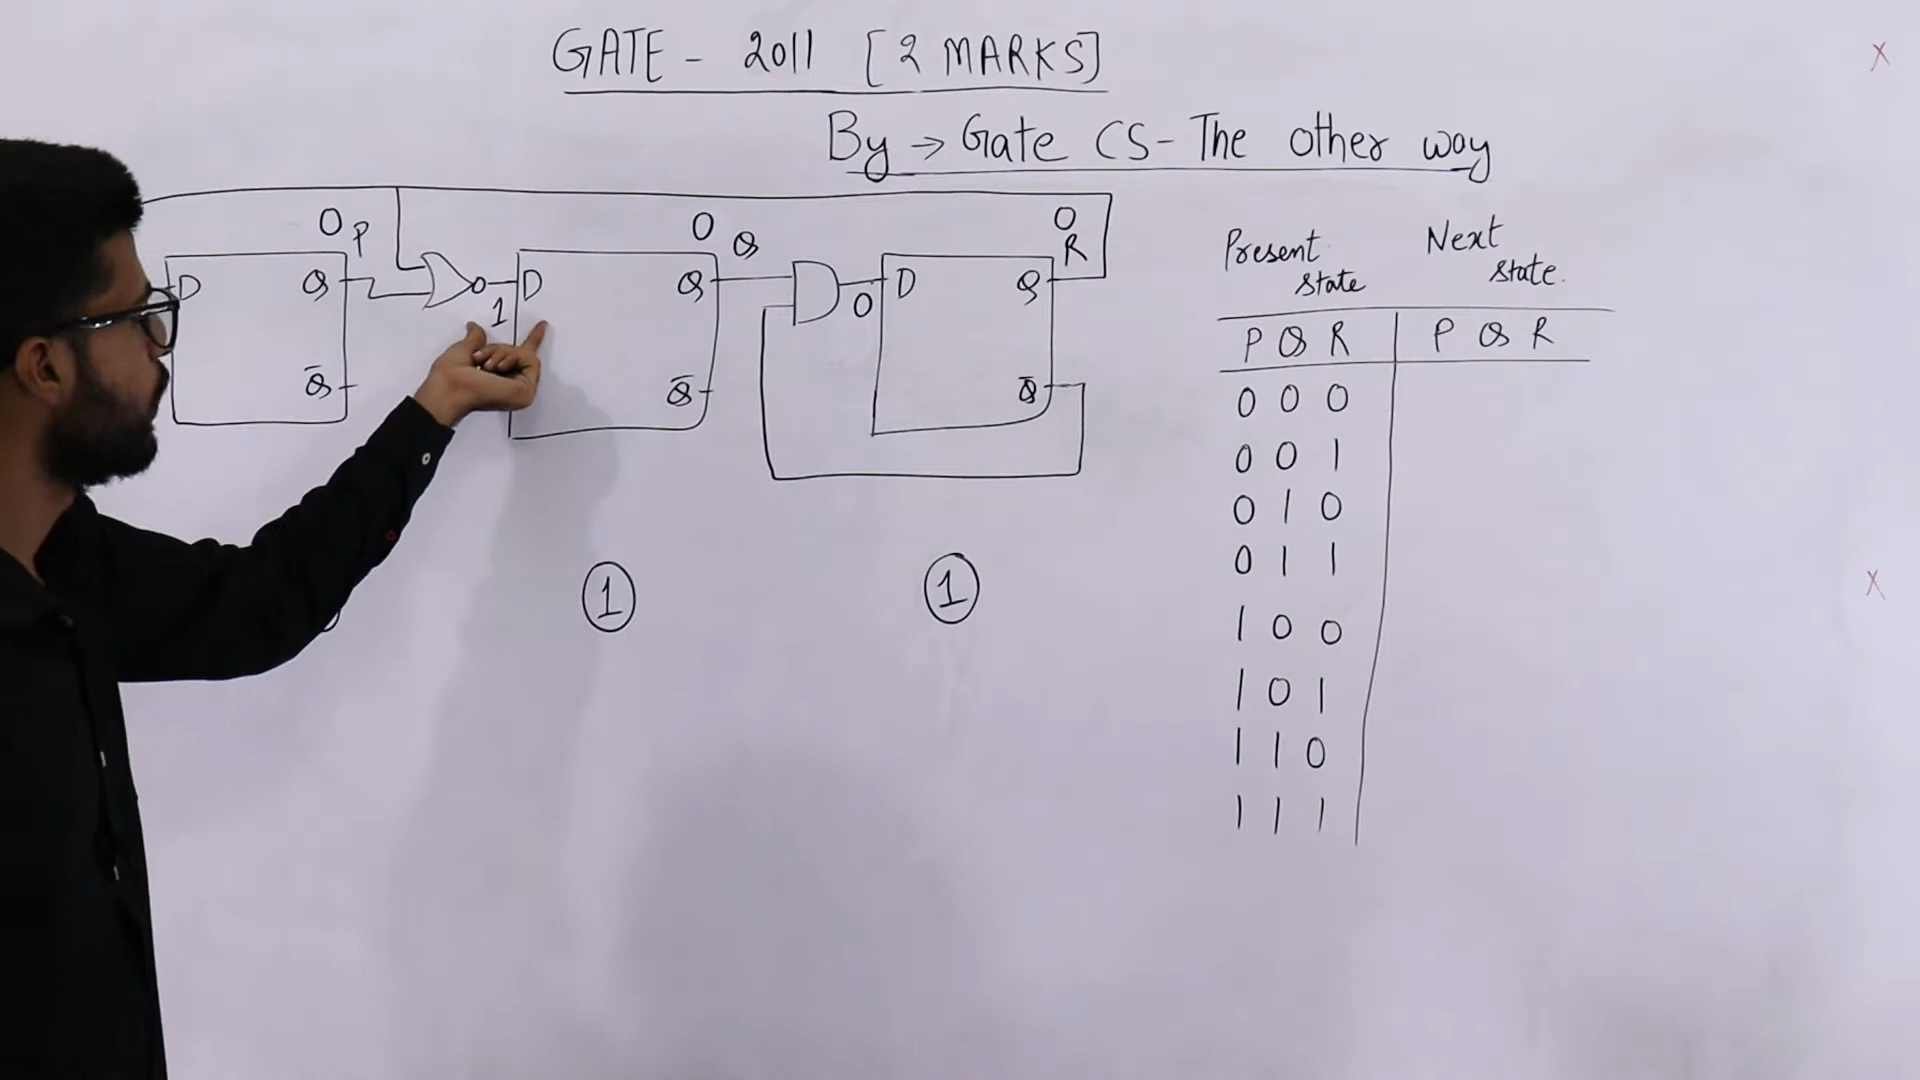 GATE - 2011 [2 MARKS]
By → Gate CS - The other way
0 P 0 Q 0 R
D Q 1 D Q 0 D Q
Q̅ Q̅ Q̅
1 1
Present state Next state.
P Q R P Q R
0 0 0
0 0 1
0 1 0
0 1 1
1 0 0
1 0 1
1 1 0
1 1 1
X
X